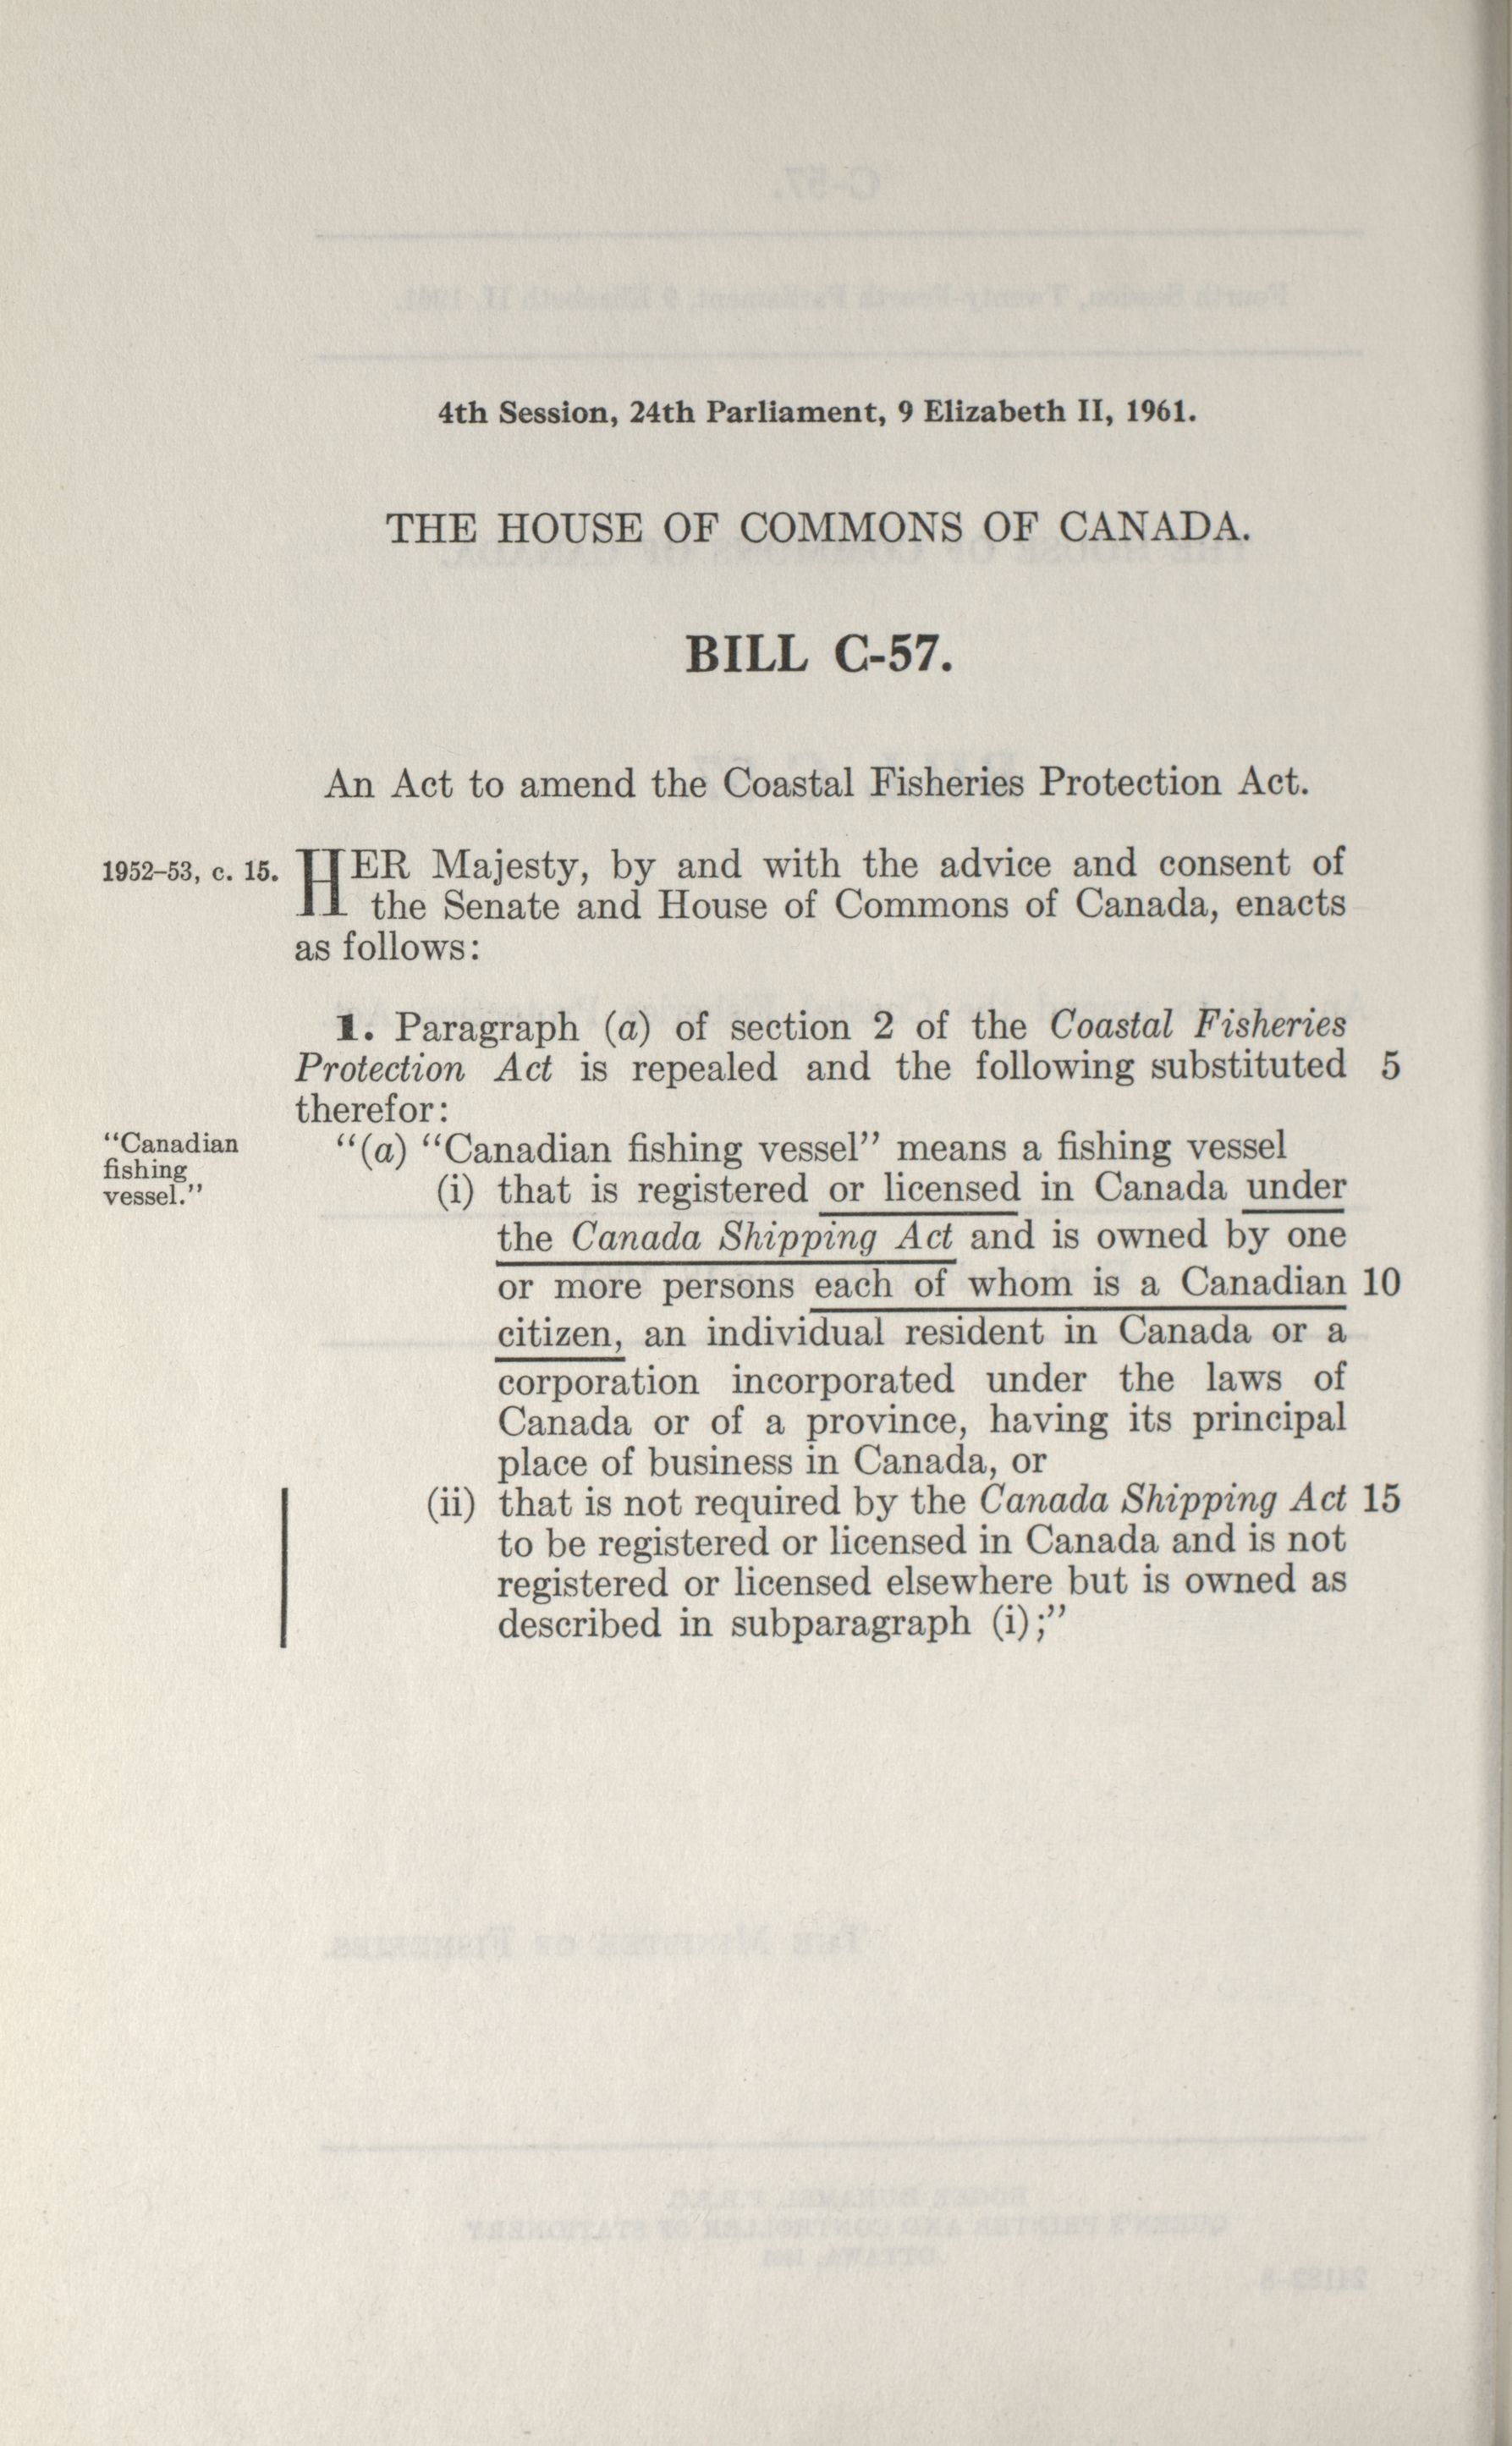 4th Session, 24th Parliament, 9 Elizabeth II, 1961.
THE HOUSE OF COMMONS OF CANADA.
BILL C-57.
An Act to amend the Coastal Fisheries Protection Act.
1952–53, c. 15.
HER Majesty, by and with the advice and consent of
the Senate and House of Commons of Canada, enacts
as follows:
1. Paragraph (a) of section 2 of the Coastal Fisheries
Protection Act is repealed and the following substituted 5
therefor:
“Canadian
fishing
vessel.”
“(a) “Canadian fishing vessel” means a fishing vessel
(i) that is registered or licensed in Canada under
the Canada Shipping Act and is owned by one
or more persons each of whom is a Canadian 10
citizen, an individual resident in Canada or a
corporation incorporated under the laws of
Canada or of a province, having its principal
place of business in Canada, or
(ii) that is not required by the Canada Shipping Act 15
to be registered or licensed in Canada and is not
registered or licensed elsewhere but is owned as
described in subparagraph (i);”